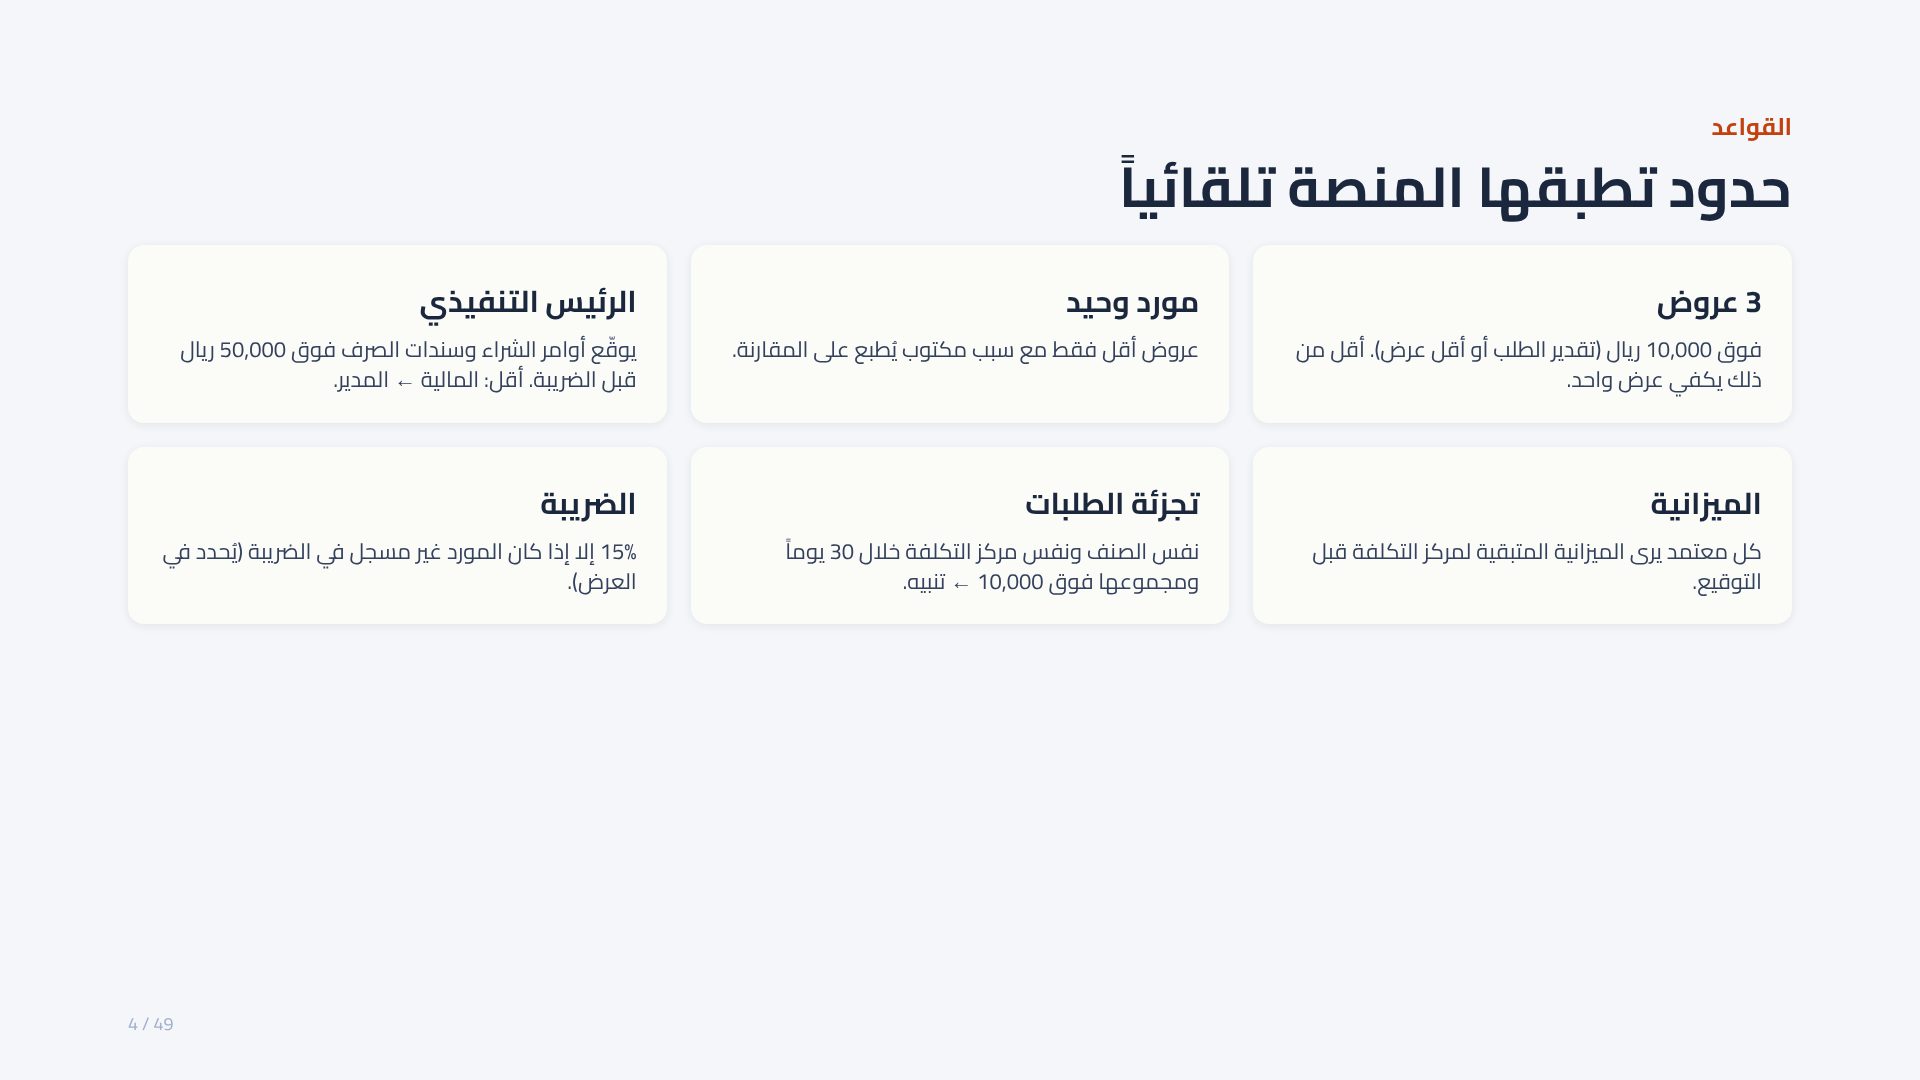 القواعد
حدود تطبقها المنصة تلقائياً
3 عروض
فوق 10,000 ريال (تقدير الطلب أو أقل عرض). أقل من
ذلك يكفي عرض واحد.
مورد وحيد
عروض أقل فقط مع سبب مكتوب يُطبع على المقارنة.
الرئيس التنفيذي
يوقّع أوامر الشراء وسندات الصرف فوق 50,000 ريال
قبل الضريبة. أقل: المالية ← المدير.
الميزانية
كل معتمد يرى الميزانية المتبقية لمركز التكلفة قبل
التوقيع.
تجزئة الطلبات
نفس الصنف ونفس مركز التكلفة خلال 30 يوماً
ومجموعها فوق 10,000 ← تنبيه.
الضريبة
15% إلا إذا كان المورد غير مسجل في الضريبة (يُحدد في
العرض).
4 / 49